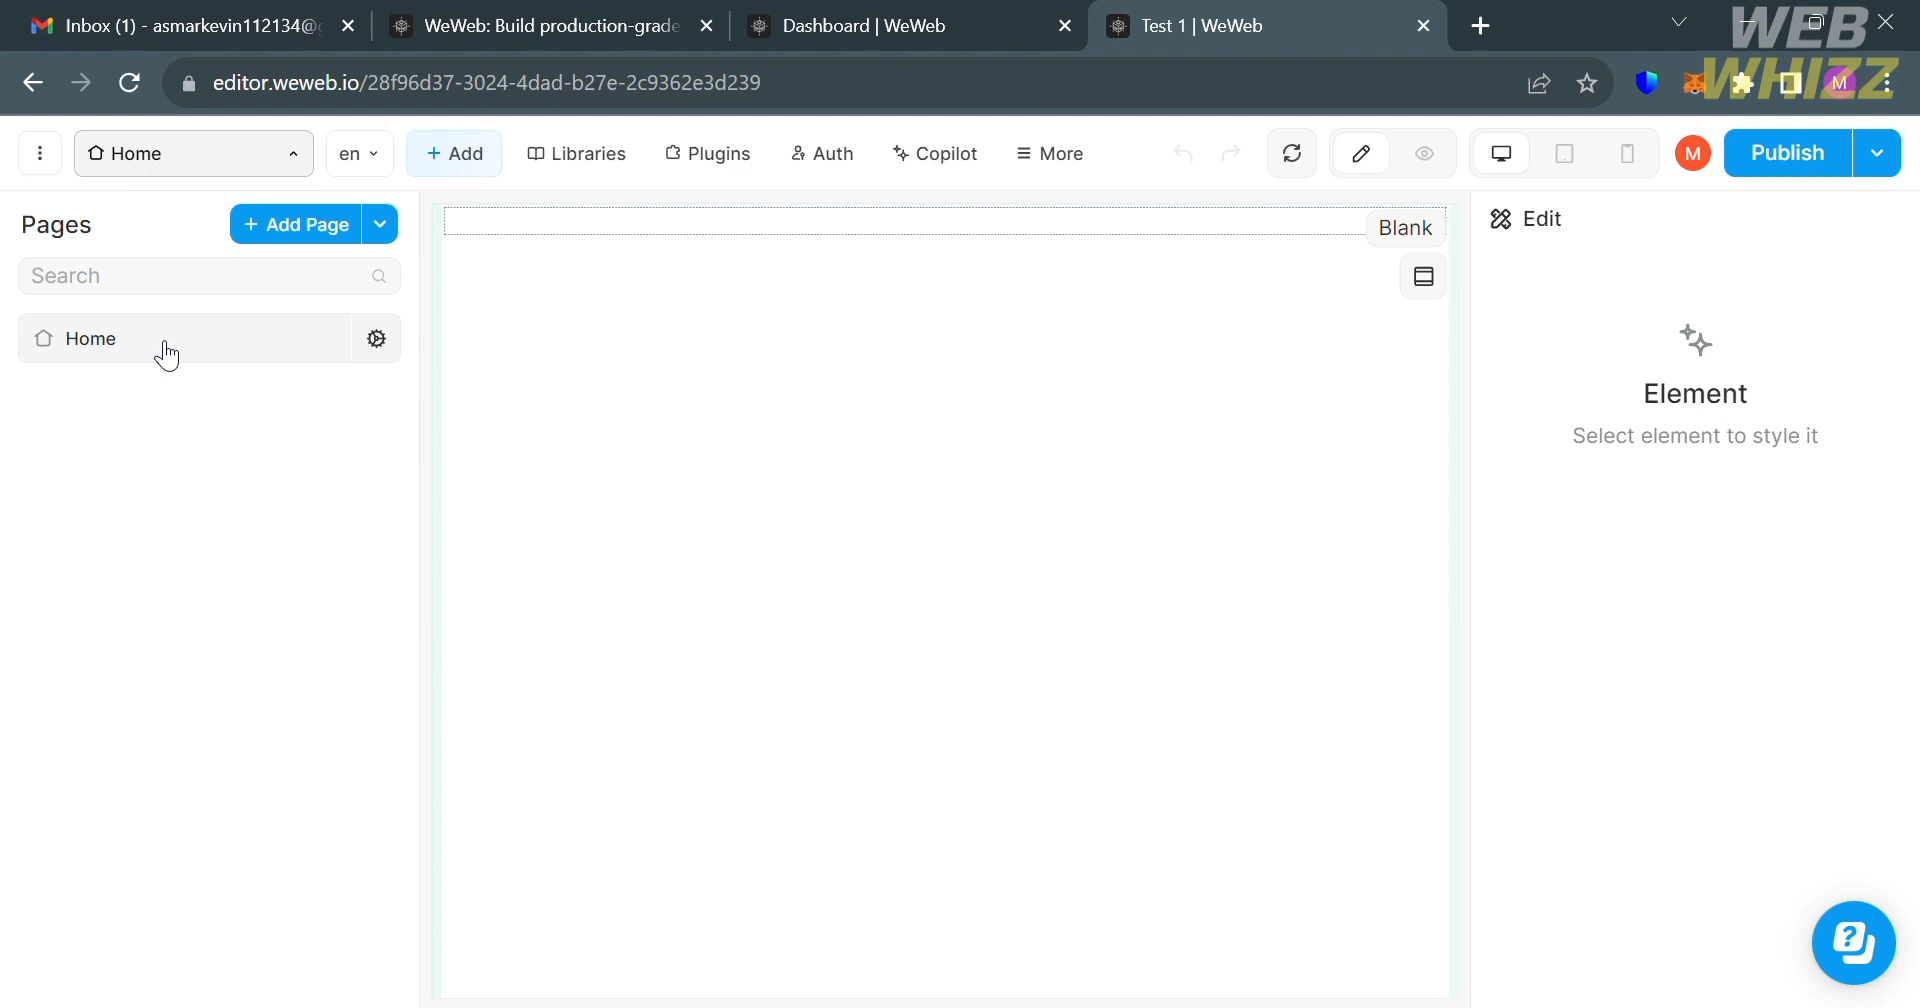 Inbox (1) - asmarkevin112134@
WeWeb: Build production-grade
Dashboard | WeWeb
Test 1 | WeWeb
WEB
WHIZZ
editor.weweb.io/28f96d37-3024-4dad-b27e-2c9362e3d239
M
Home
en
+ Add
Libraries
Plugins
Auth
Copilot
More
M
Publish
Pages
+ Add Page
Search
Home
Blank
Edit
Element
Select element to style it
?